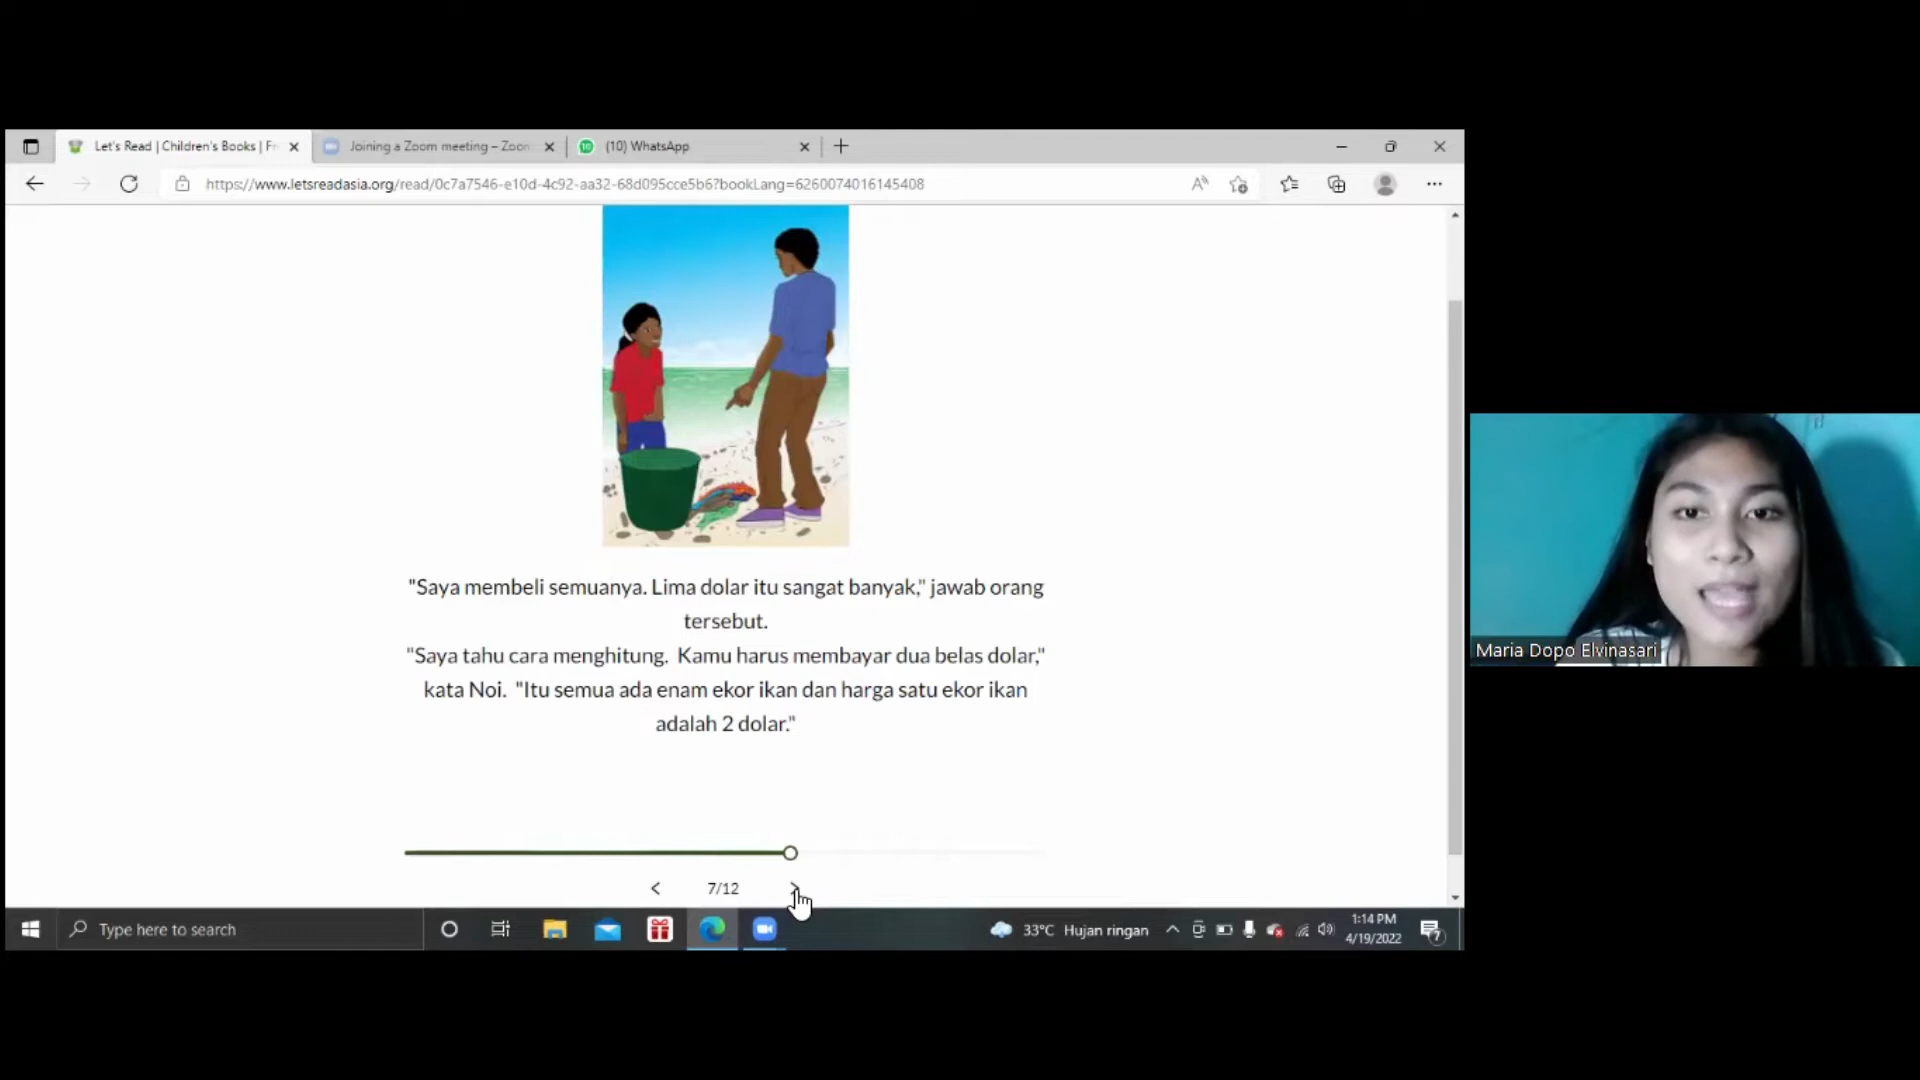 Let's Read | Children's Books | Fr
Joining a Zoom meeting – Zoom
(10) WhatsApp
https://www.letsreadasia.org/read/0c7a7546-e10d-4c92-aa32-68d095cce5b6?bookLang=6260074016145408
"Saya membeli semuanya. Lima dolar itu sangat banyak," jawab orang
tersebut.
"Saya tahu cara menghitung. Kamu harus membayar dua belas dolar,"
kata Noi. "Itu semua ada enam ekor ikan dan harga satu ekor ikan
adalah 2 dolar."
7/12
Maria Dopo Elvinasari
Type here to search
33°C Hujan ringan
1:14 PM
4/19/2022
7